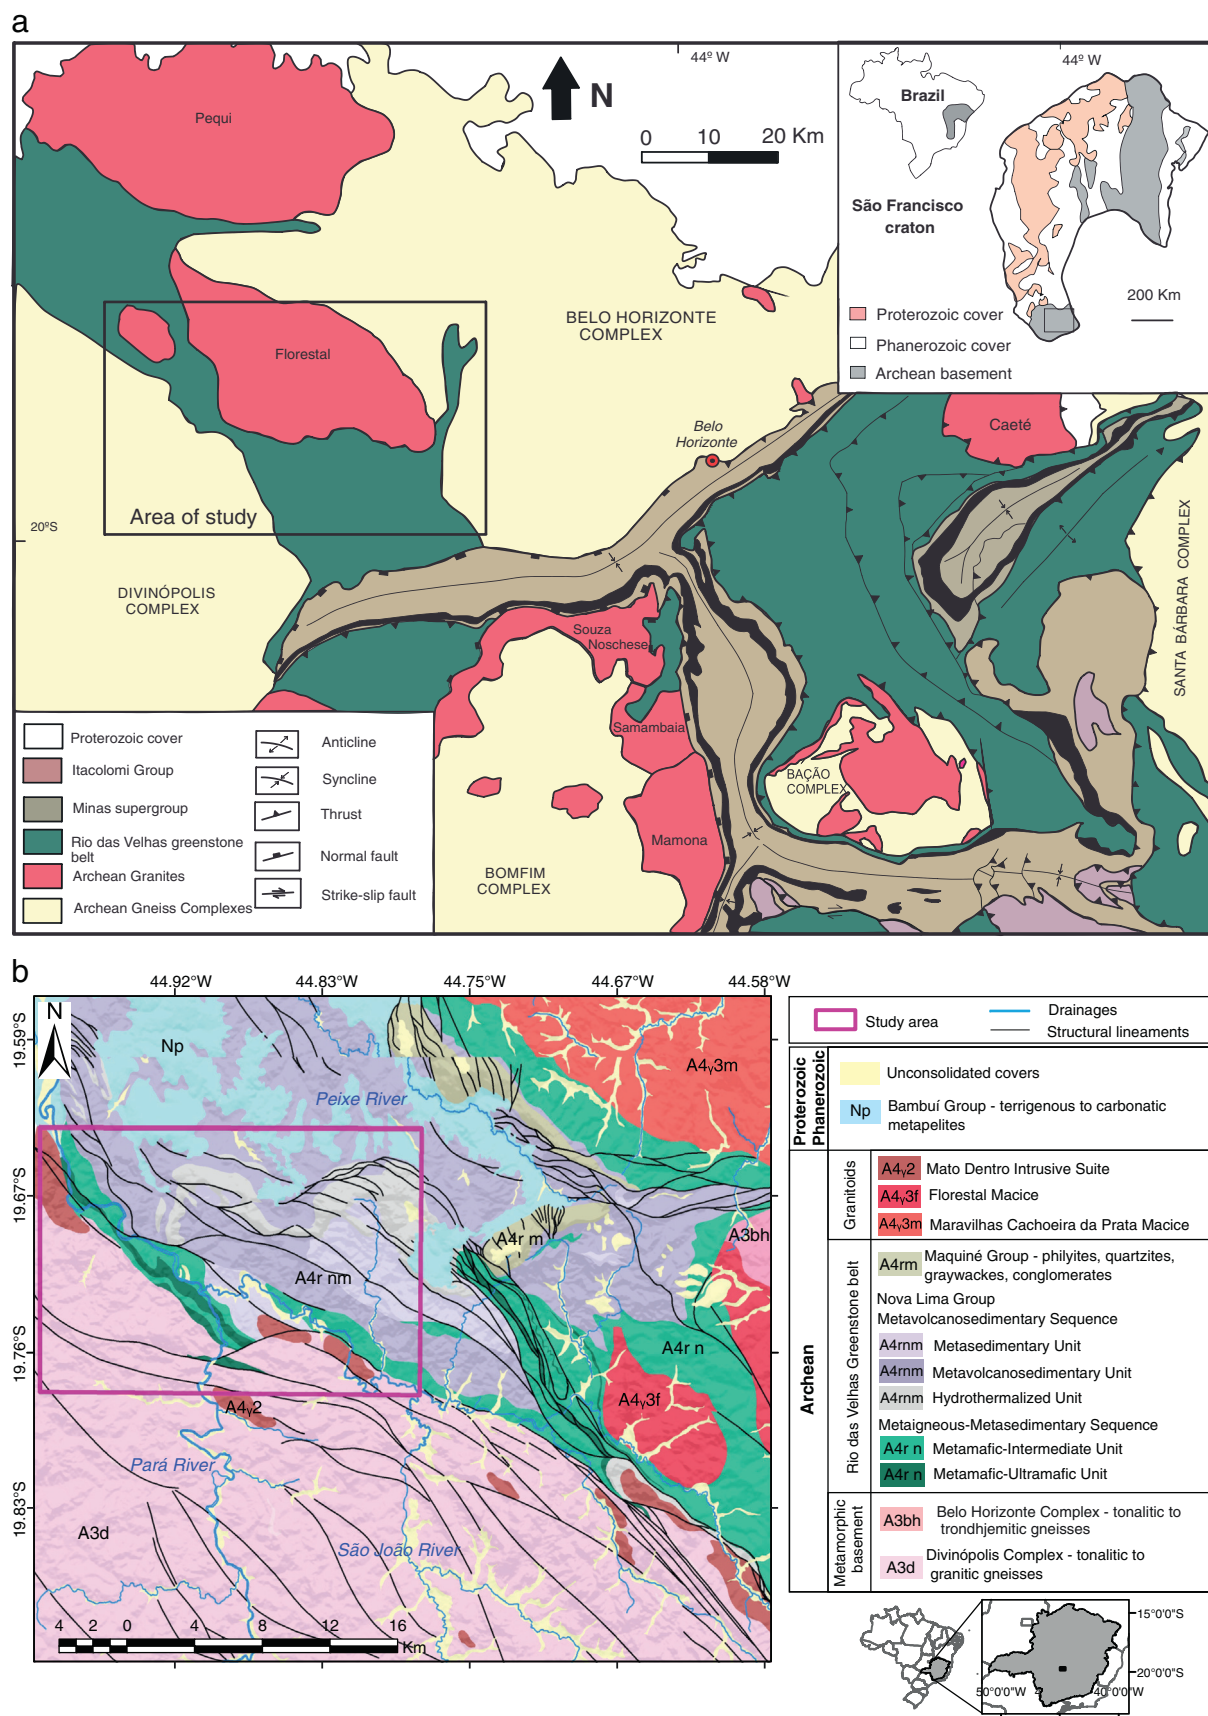 a
44º W
44º W
N
0 10 20 Km
Brazil
São Francisco
craton
200 Km
Proterozoic cover
Phanerozoic cover
Archean basement
Pequi
Florestal
BELO HORIZONTE
COMPLEX
Belo
Horizonte
Caeté
Area of study
20ºS
DIVINÓPOLIS
COMPLEX
SANTA BÁRBARA COMPLEX
Souza
Noschese
Samambaia
Mamona
BAÇÃO
COMPLEX
BOMFIM
COMPLEX
Proterozoic cover
Itacolomi Group
Minas supergroup
Rio das Velhas greenstone
belt
Archean Granites
Archean Gneiss Complexes
Anticline
Syncline
Thrust
Normal fault
Strike-slip fault
b
44.92°W 44.83°W 44.75°W 44.67°W 44.58°W
19.59°S
19.67°S
19.76°S
19.83°S
N
Np
Peixe River
A4γ3m
A3bh
A4r m
A4r nm
A4r n
A4γ3f
A4γ2
Pará River
A3d
São João River
4 2 0 4 8 12 16
Km
Study area
Drainages
Structural lineaments
Proterozoic
Phanerozoic
Unconsolidated covers
Np
Bambuí Group - terrigenous to carbonatic
metapelites
Archean
Granitoids
A4γ2 Mato Dentro Intrusive Suite
A4γ3f Florestal Macice
A4γ3m Maravilhas Cachoeira da Prata Macice
Rio das Velhas Greenstone belt
A4rm
Maquiné Group - philyites, quartzites,
graywackes, conglomerates
Nova Lima Group
Metavolcanosedimentary Sequence
A4rnm Metasedimentary Unit
A4rnm Metavolcanosedimentary Unit
A4rnm Hydrothermalized Unit
Metaigneous-Metasedimentary Sequence
A4r n Metamafic-Intermediate Unit
A4r n Metamafic-Ultramafic Unit
Metamorphic
basement
A3bh
Belo Horizonte Complex - tonalitic to
trondhjemitic gneisses
A3d
Divinópolis Complex - tonalitic to
granitic gneisses
15°0'0"S
20°0'0"S
50°0'0"W
40°0'0"W